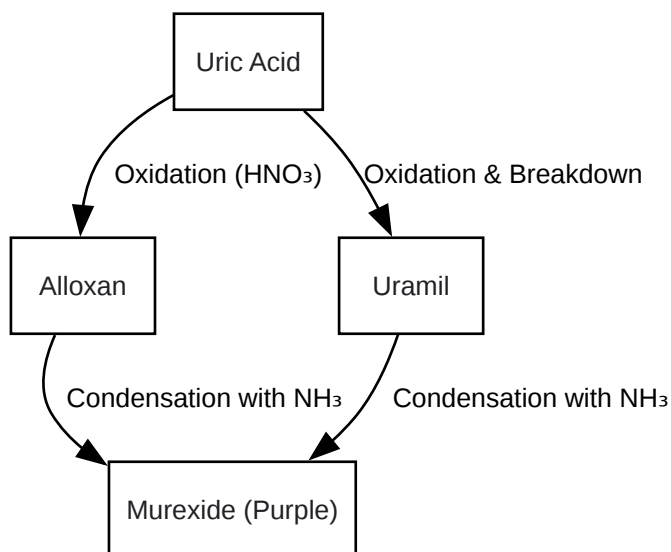 Uric Acid
Oxidation (HNO₃)
Oxidation & Breakdown
Alloxan
Uramil
Condensation with NH₃
Condensation with NH₃
Murexide (Purple)